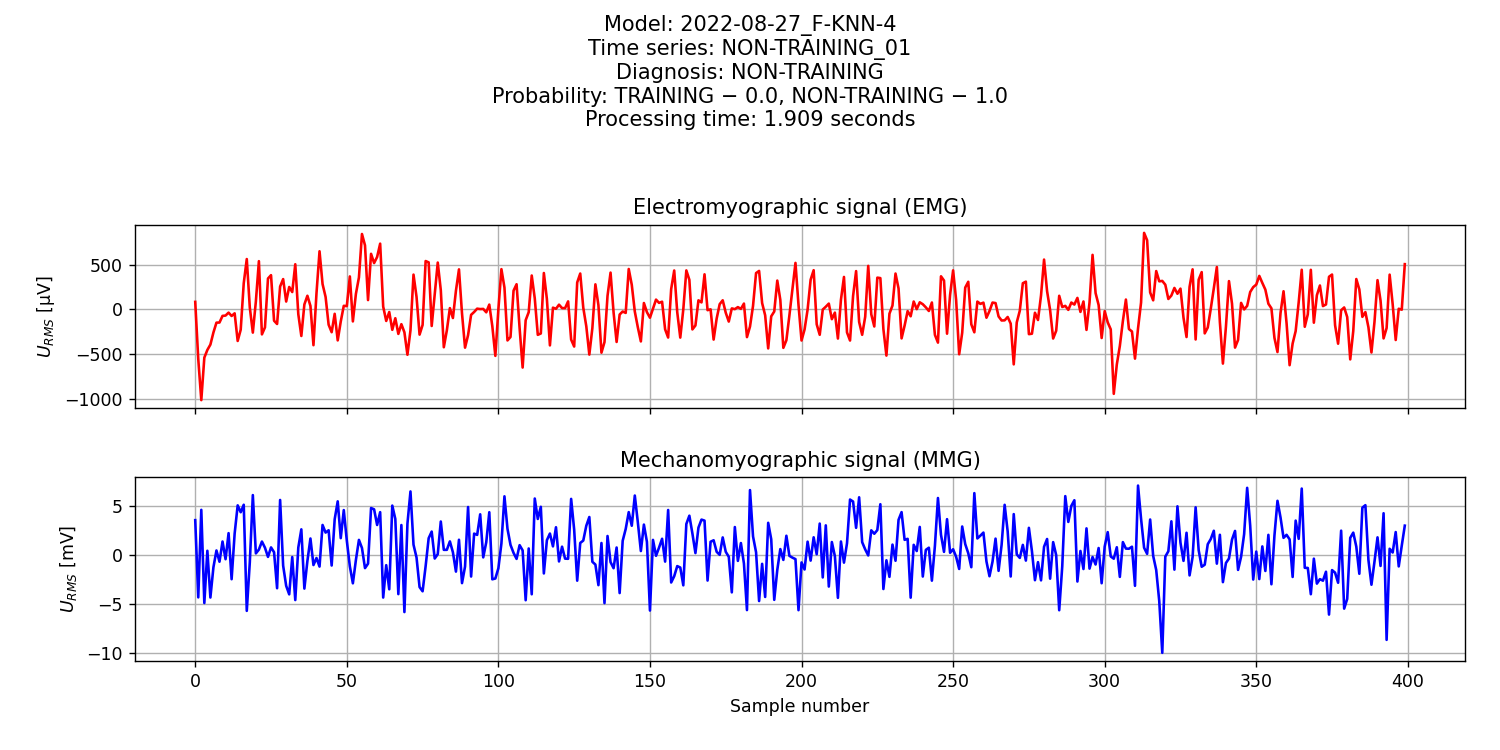 Model: 2022-08-27_F-KNN-4
Time series: NON-TRAINING_01
Diagnosis: NON-TRAINING
Probability: TRAINING − 0.0, NON-TRAINING − 1.0
Processing time: 1.909 seconds
Electromyographic signal (EMG)
U_RMS [µV]
500
0
−500
−1000
Mechanomyographic signal (MMG)
U_RMS [mV]
5
0
−5
−10
0 50 100 150 200 250 300 350 400
Sample number